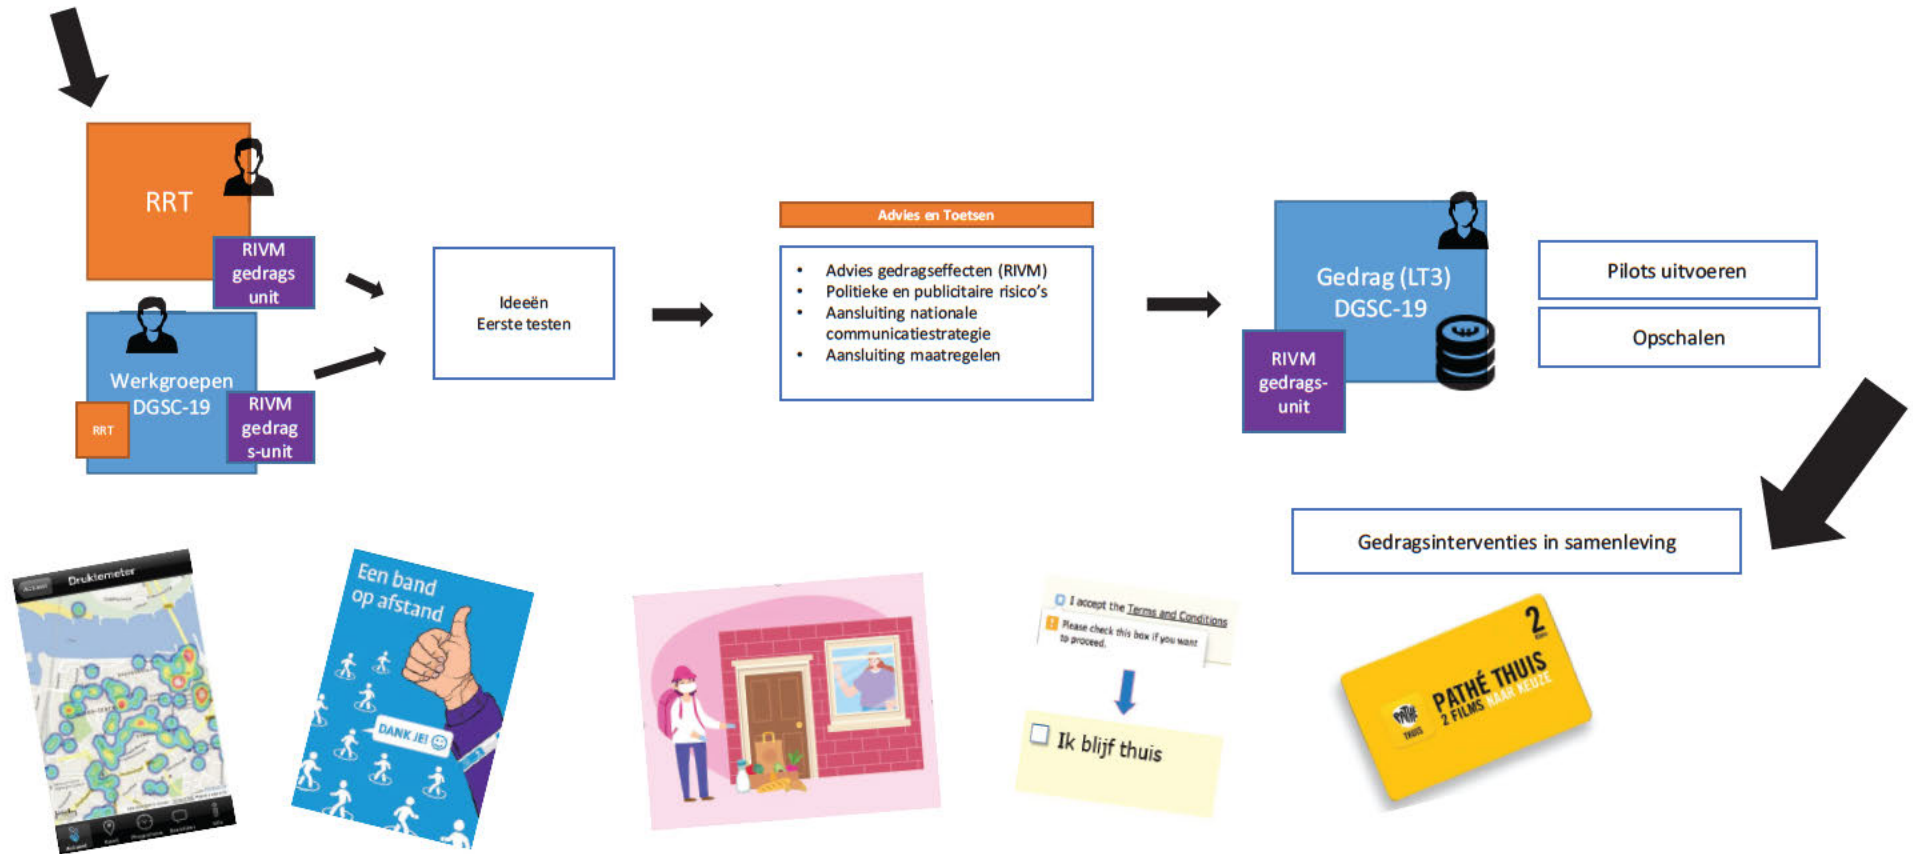 RRT
RIVM
gedrags
unit
Werkgroepen
DGSC-19
RRT
RIVM
gedrag
s-unit
Ideeën
Eerste testen
Advies en Toetsen
• Advies gedragseffecten (RIVM)
• Politieke en publicitaire risico's
• Aansluiting nationale
communicatiestrategie
• Aansluiting maatregelen
Gedrag (LT3)
DGSC-19
RIVM
gedrags-
unit
Pilots uitvoeren
Opschalen
Gedragsinterventies in samenleving
Druktemeter
Een band
op afstand
DANK JE!
I accept the Terms and Conditions
Please check this box if you want
to proceed.
Ik blijf thuis
2
PATHÉ THUIS
2 FILMS NAAR KEUZE
PATHÉ
THUIS